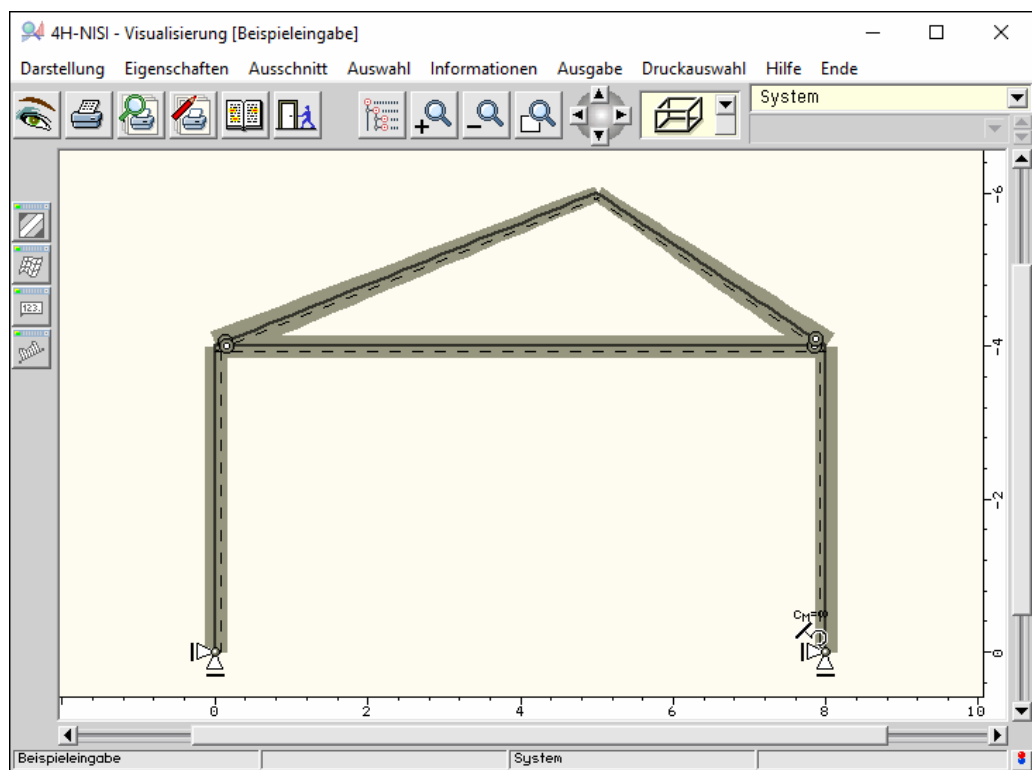 4H-NISI - Visualisierung [Beispieleingabe]
Darstellung Eigenschaften Ausschnitt Auswahl Informationen Ausgabe Druckauswahl Hilfe Ende
System
123.
-6
-4
-2
0
CM=∞
0 2 4 6 8 10
Beispieleingabe System